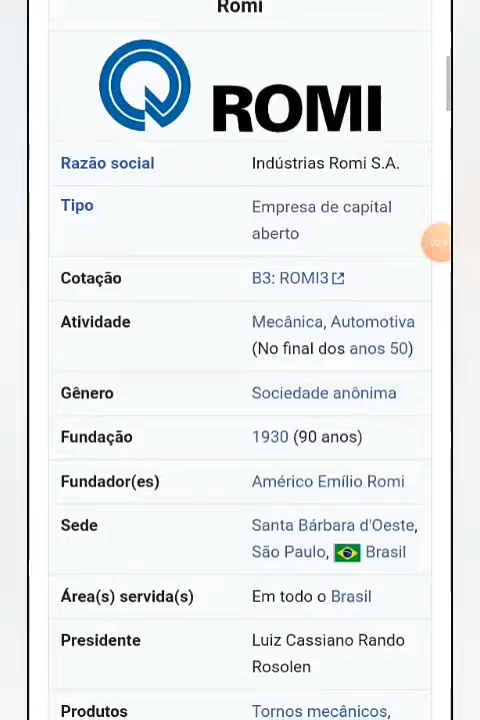 Romi
ROMI
Razão social Indústrias Romi S.A.
Tipo Empresa de capital
aberto
Cotação B3: ROMI3
Atividade Mecânica, Automotiva
(No final dos anos 50)
Gênero Sociedade anônima
Fundação 1930 (90 anos)
Fundador(es) Américo Emílio Romi
Sede Santa Bárbara d'Oeste,
São Paulo, Brasil
Área(s) servida(s) Em todo o Brasil
Presidente Luiz Cassiano Rando
Rosolen
Produtos Tornos mecânicos,